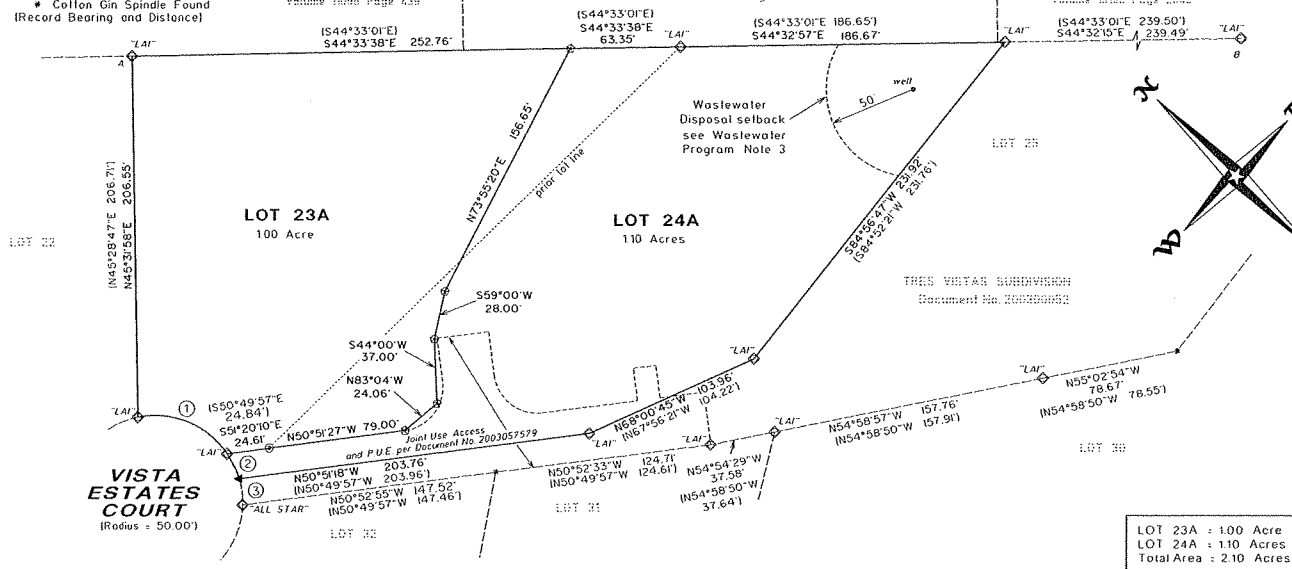 * Cotton Gin Spindle Found
(Record Bearing and Distance)
(S44°33'01"E)
S44°33'38"E 252.76'
(S44°33'01"E)
S44°33'38"E
63.35'
"LAI"
(S44°33'01"E 186.65')
S44°32'57"E 186.67'
(S44°33'01"E 239.50')
S44°32'15"E 239.49'
"LAI"
A
"LAI"
"LAI"
B
well
50'
Wastewater
Disposal setback
see Wastewater
Program Note 3
LOT 25
N
W
N73°55'20"E 156.65'
prior lot line
(N45°28'47"E 206.71')
N45°31'58"E 206.55'
LOT 22
LOT 23A
1.00 Acre
LOT 24A
1.10 Acres
S84°56'47"W 231.92'
(S84°52'21"W 231.76')
TRES VISTAS SUBDIVISION
Document No. 200300052
S59°00'W
28.00'
S44°00'W
37.00'
N83°04'W
24.06'
"LAI"
"LAI"
1
(S50°49'57"E
24.84')
S51°20'10"E
24.61'
N50°51'27"W 79.00'
Joint Use Access
and P.U.E. per Document No. 2003057579
N68°00'45"W 103.96'
(N67°56'21"W 104.22')
"LAI"
N55°02'54"W
78.67'
(N54°58'50"W 78.55')
N54°58'57"W 157.76'
(N54°58'50"W 157.91')
"LAI"
2
N50°51'18"W 203.76'
(N50°49'57"W 203.96')
"LAI"
"LAI"
3
N50°52'33"W 124.71'
(N50°49'57"W 124.61')
N54°54'29"W
37.58'
(N54°58'50"W
37.64')
LOT 30
VISTA
ESTATES
COURT
(Radius = 50.00')
N50°52'55"W 147.52'
(N50°49'57"W 147.46')
"ALL STAR"
LOT 32
LOT 31
LOT 23A = 1.00 Acre
LOT 24A = 1.10 Acres
Total Area = 2.10 Acres